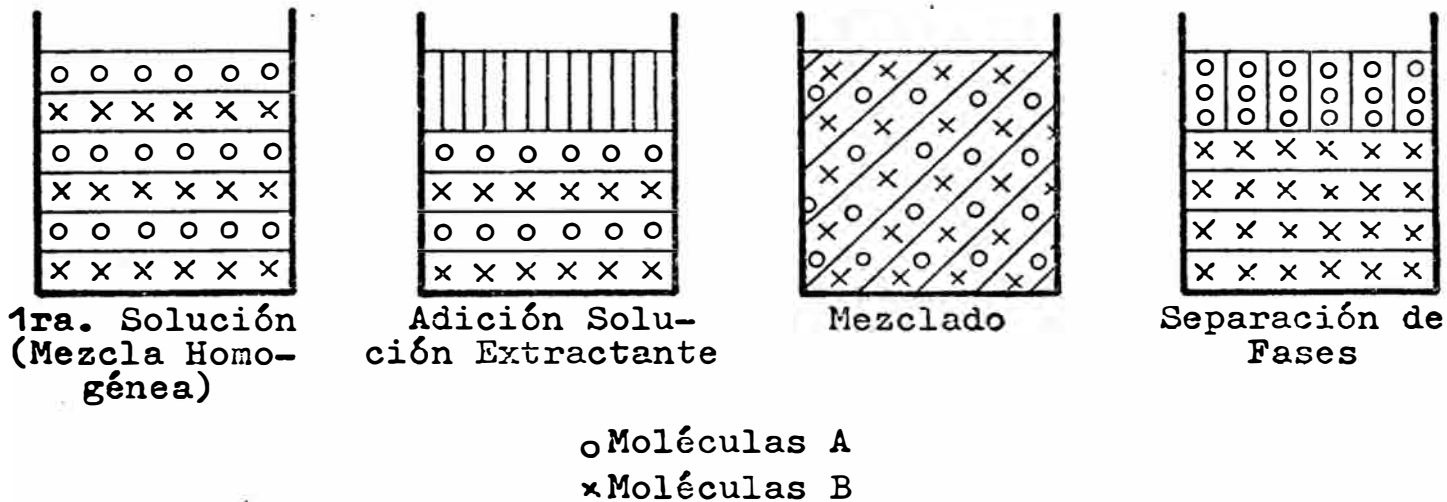 1ra. Solución
(Mezcla Homo-
génea)
Adición Solu-
ción Extractante
Mezclado
Separación de
Fases
o Moléculas A
x Moléculas B